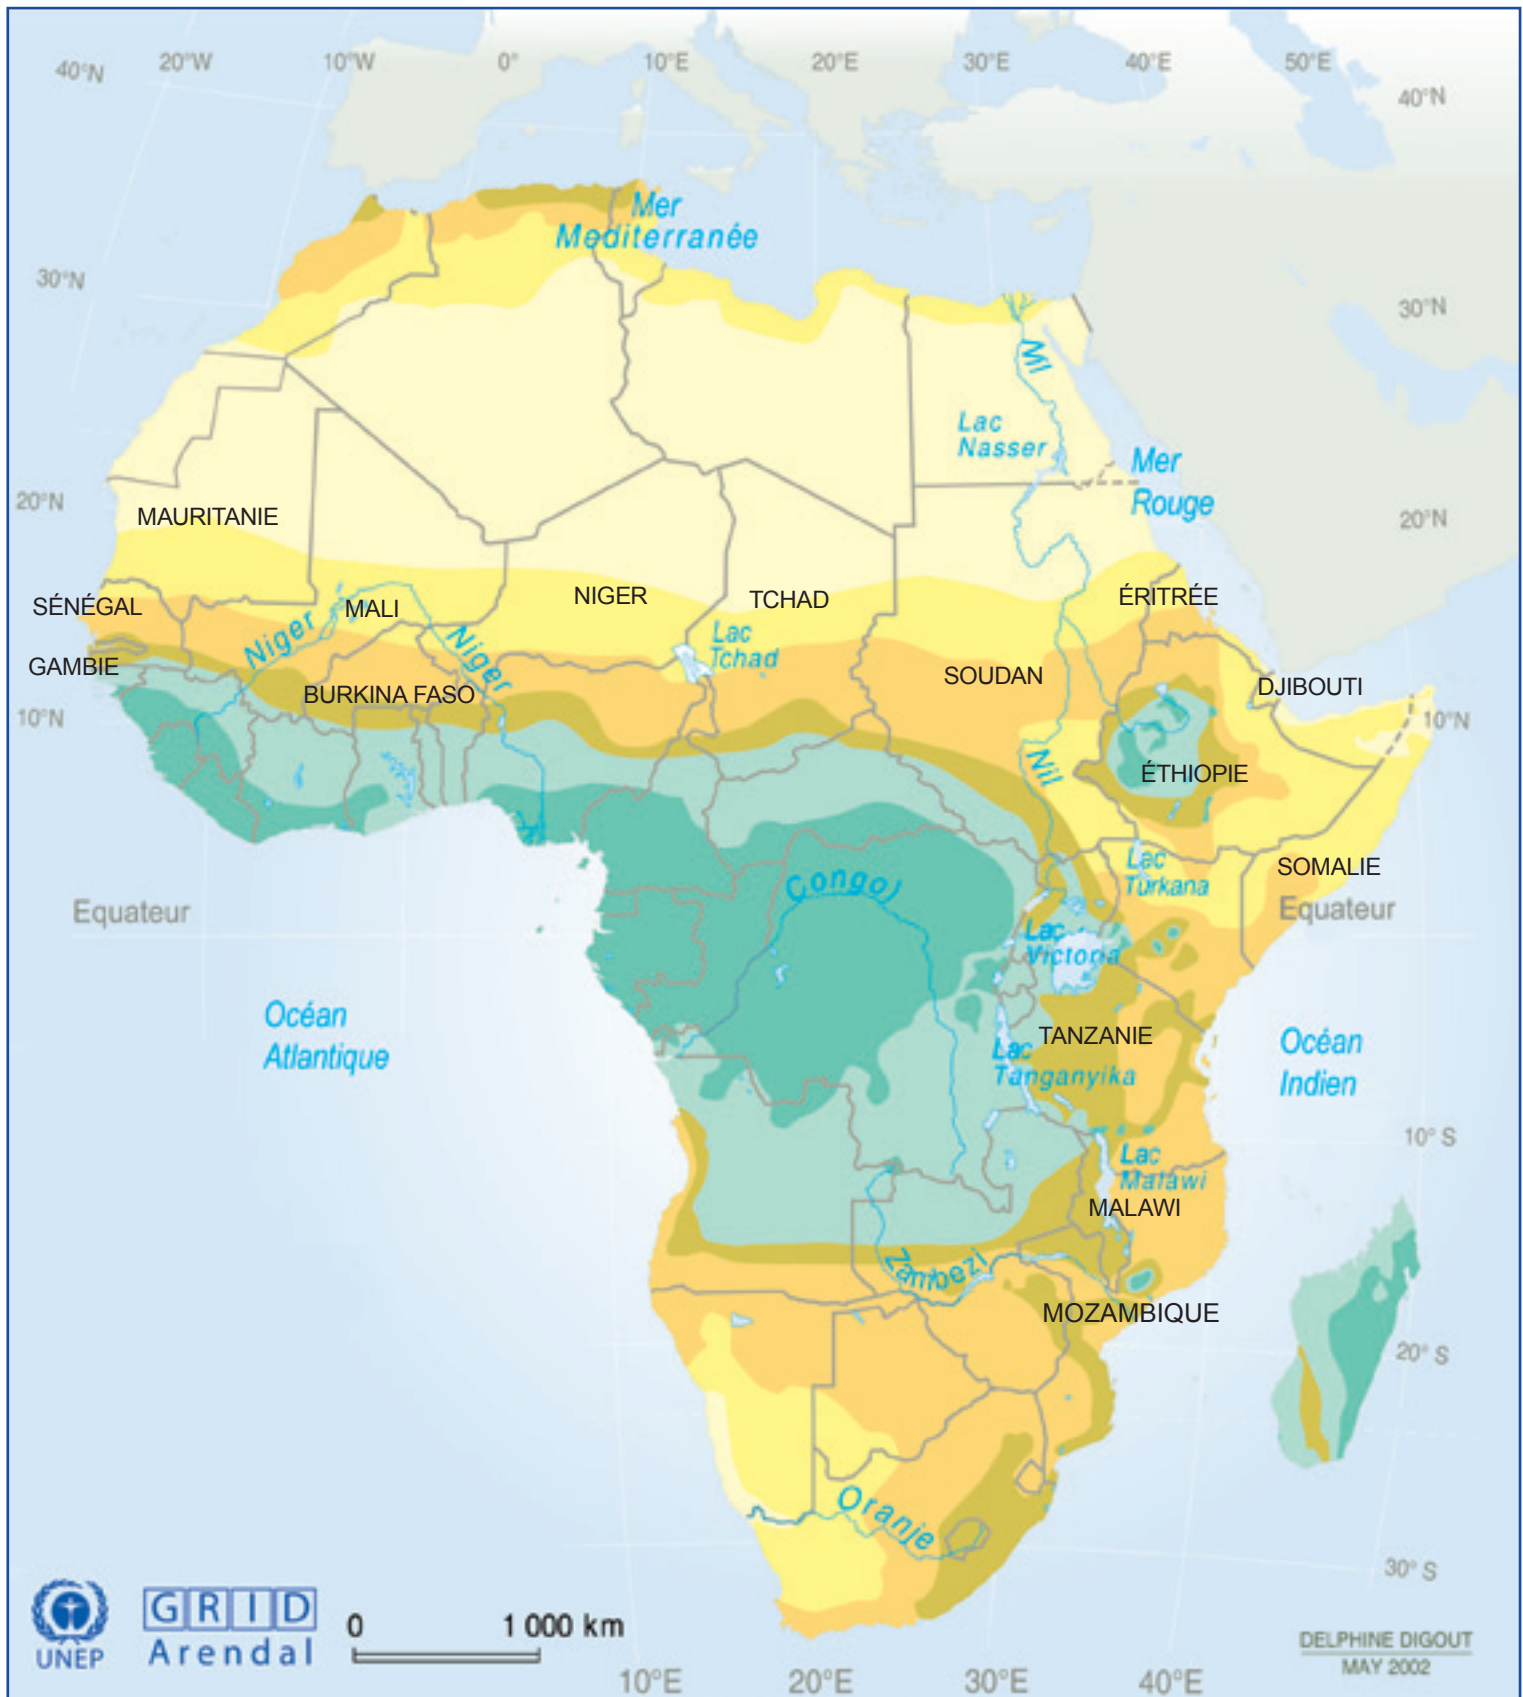 40°N
20°W
10°W
0°
10°E
20°E
30°E
40°E
50°E
40°N
Mer
Mediterranée
30°N
30°N
Nil
Lac
Nasser
Mer
Rouge
20°N
20°N
MAURITANIE
SÉNÉGAL
MALI
NIGER
TCHAD
ÉRITRÉE
Niger
Niger
Lac
Tchad
GAMBIE
BURKINA FASO
SOUDAN
DJIBOUTI
10°N
10°N
Nil
ÉTHIOPIE
Lac
Turkana
SOMALIE
Congo
Equateur
Equateur
Lac
Victoria
Océan
Atlantique
TANZANIE
Lac
Tanganyika
Océan
Indien
10° S
Lac
Malawi
MALAWI
Zambezi
MOZAMBIQUE
20° S
Oranje
30° S
UNEP
GRID
Arendal
0
1 000 km
DELPHINE DIGOUT
MAY 2002
10°E
20°E
30°E
40°E